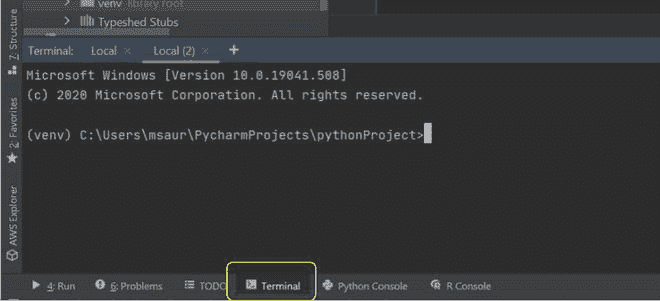 venv library root
Typeshed Stubs
7: Structure
Terminal: Local × Local (2) × +
Microsoft Windows [Version 10.0.19041.508]
(c) 2020 Microsoft Corporation. All rights reserved.
(venv) C:\Users\msaur\PycharmProjects\pythonProject>
2: Favorites
AWS Explorer
4: Run 6: Problems TODO Terminal Python Console R Console